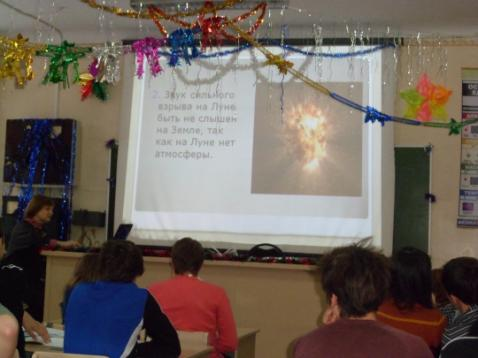 2. Звук сильного
взрыва на Луне
быть не слышен
на Земле, так
как на Луне нет
атмосферы.